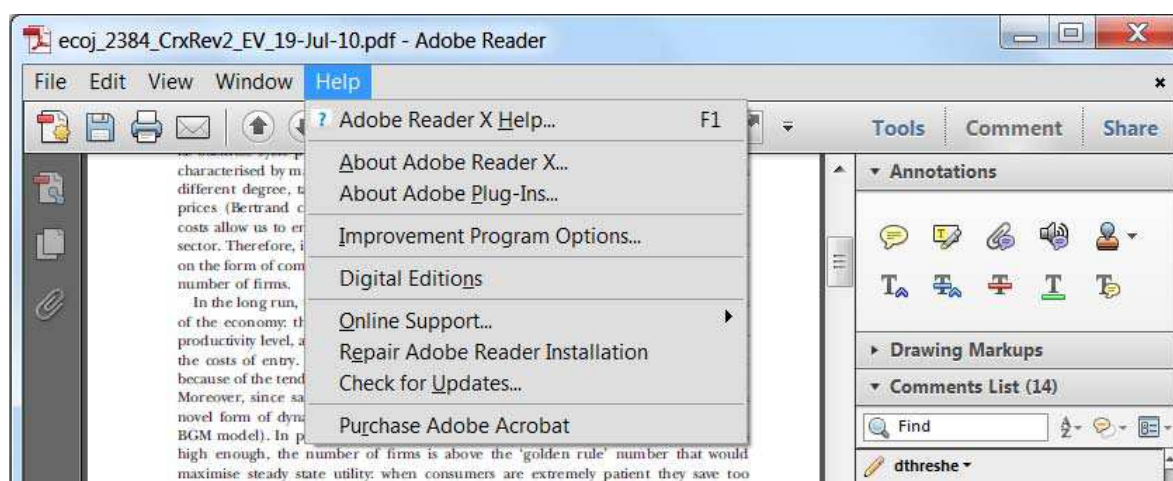 ecoj_2384_CrxRev2_EV_19-Jul-10.pdf - Adobe Reader
File Edit View Window Help
Tools Comment Share
? Adobe Reader X Help... F1
About Adobe Reader X...
About Adobe Plug-Ins...
Improvement Program Options...
Digital Editions
Online Support...
Repair Adobe Reader Installation
Check for Updates...
Purchase Adobe Acrobat
characterised by m
different degree, t
prices (Bertrand c
costs allow us to er
sector. Therefore, i
on the form of com
number of firms.
In the long run,
of the economy: th
productivity level, a
the costs of entry.
because of the tend
Moreover, since sa
novel form of dyna
BGM model). In p
high enough, the number of firms is above the 'golden rule' number that would
maximise steady state utility: when consumers are extremely patient they save too
Annotations
Drawing Markups
Comments List (14)
Find
dthreshe